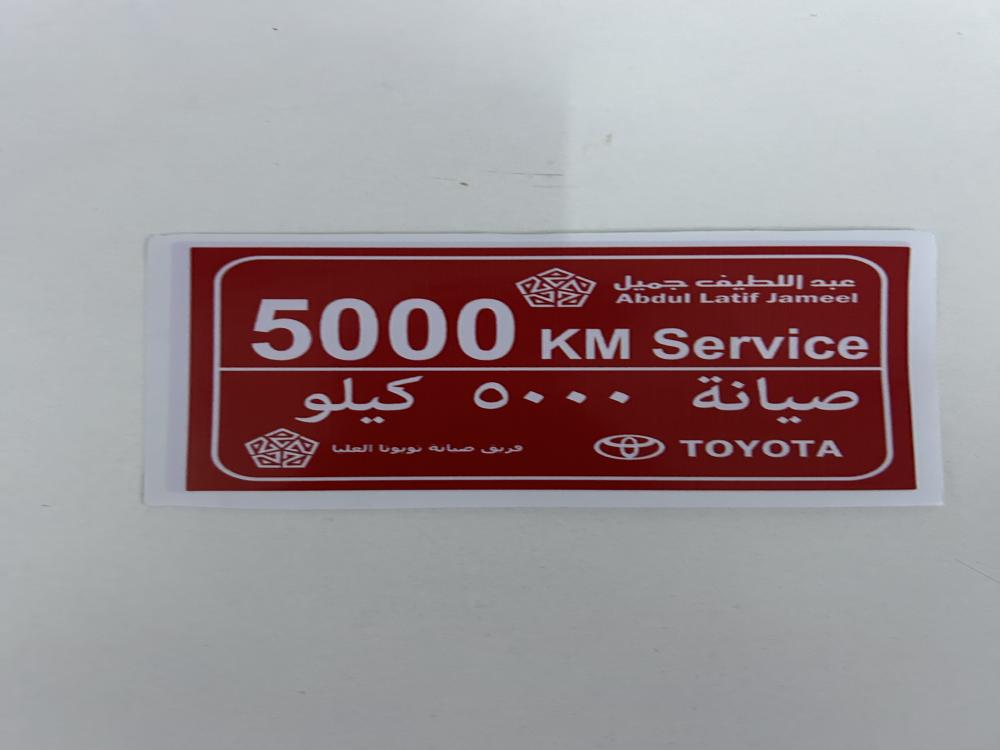 عبد اللطيف جميل
Abdul Latif Jameel
5000 KM Service
صيانة ٥٠٠٠ كيلو
فريق صيانة تويوتا العليا
TOYOTA